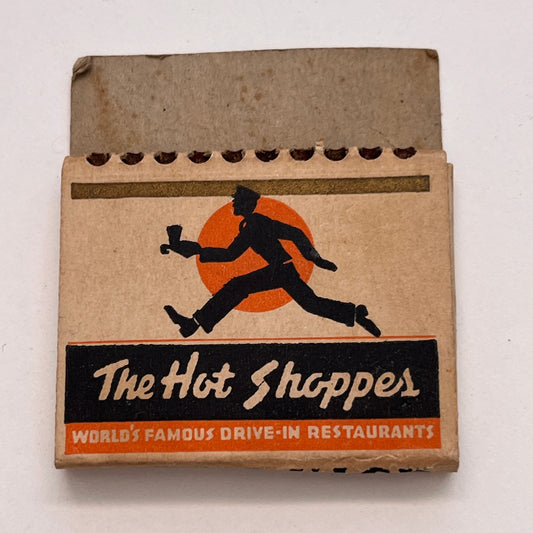 The Hot Shoppes
WORLD'S FAMOUS DRIVE-IN RESTAURANTS